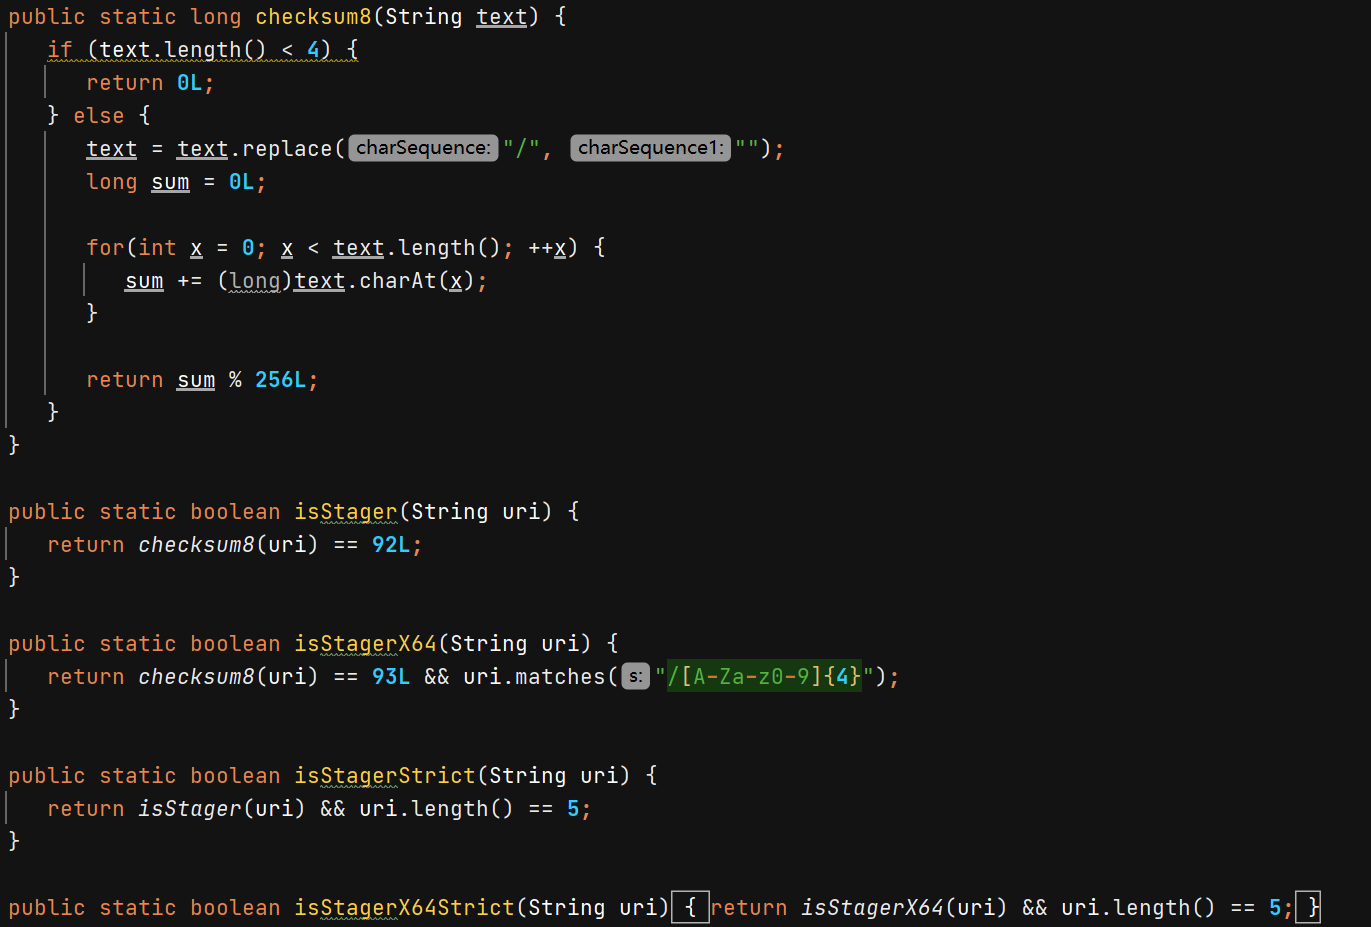 public static long checksum8(String text) {
if (text.length() < 4) {
return 0L;
} else {
text = text.replace(charSequence: "/", charSequence1: "");
long sum = 0L;
for(int x = 0; x < text.length(); ++x) {
sum += (long)text.charAt(x);
}
return sum % 256L;
}
}
public static boolean isStager(String uri) {
return checksum8(uri) == 92L;
}
public static boolean isStagerX64(String uri) {
return checksum8(uri) == 93L && uri.matches(s: "/[A-Za-z0-9]{4}");
}
public static boolean isStagerStrict(String uri) {
return isStager(uri) && uri.length() == 5;
}
public static boolean isStagerX64Strict(String uri) { return isStagerX64(uri) && uri.length() == 5; }